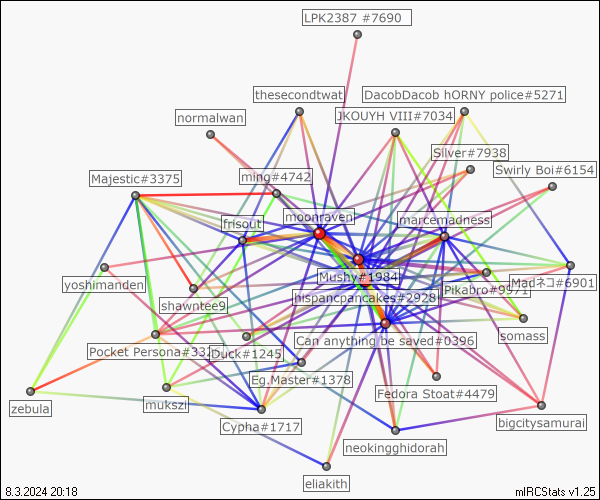 LPK2387 #7690
thesecondtwat
DacobDacob hORNY police#5271
normalwan
JKOUYH VIII#7034
Silver#7938
Swirly Boi#6154
Majestic#3375
ming#4742
moonraven
marcemadness
frisout
Mushy#1984
Madネコ#6901
yoshimanden
shawntee9
hispancpancakes#2928
Pikabro#9971
somass
Can anything be saved#0396
Pocket Persona#332
Duck#1245
Eg.Master#1378
Fedora Stoat#4479
zebula
mukszi
Cypha#1717
neokingghidorah
bigcitysamurai
eliakith
8.3.2024 20:18
mIRCStats v1.25